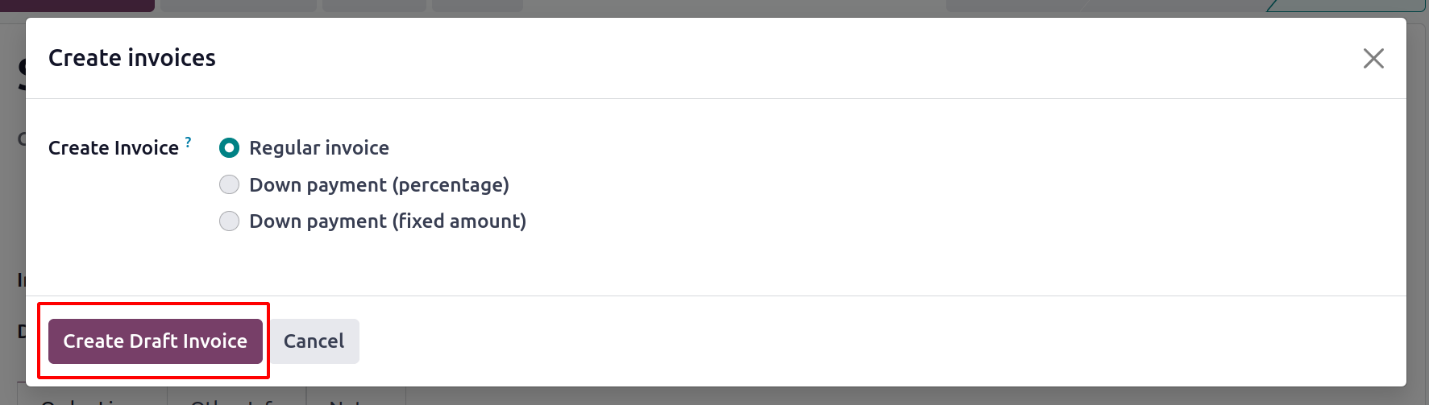 Create invoices
Create Invoice ?
Regular invoice
Down payment (percentage)
Down payment (fixed amount)
Create Draft Invoice
Cancel